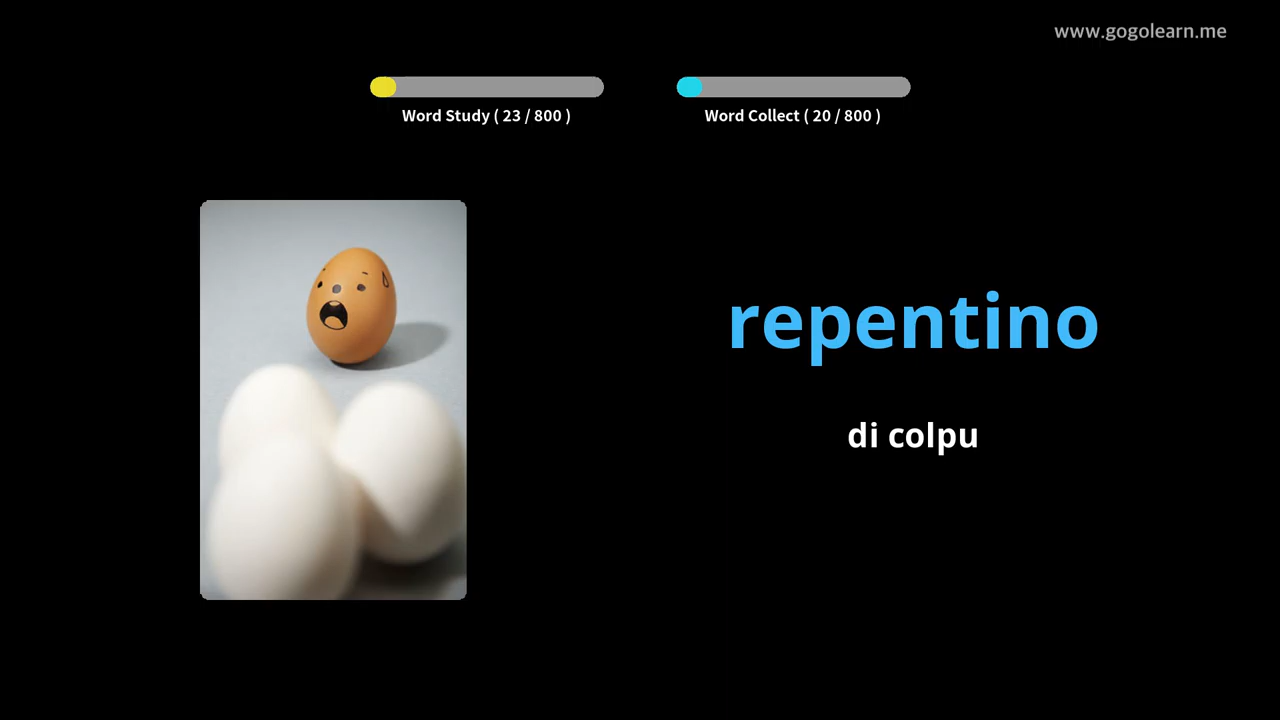 www.gogolearn.me
Word Study ( 23 / 800 )
Word Collect ( 20 / 800 )
repentino
di colpu